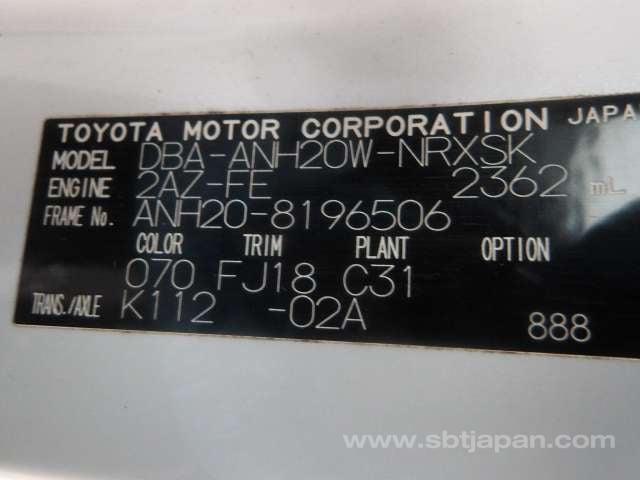 TOYOTA MOTOR CORPORATION JAPA
MODEL DBA-ANH20W-NRXSK
ENGINE 2AZ-FE 2362 mL
FRAME No. ANH20-8196506
COLOR TRIM PLANT OPTION
070 FJ18 C31
TRANS./AXLE K112 -02A
888
www.sbtjapan.com